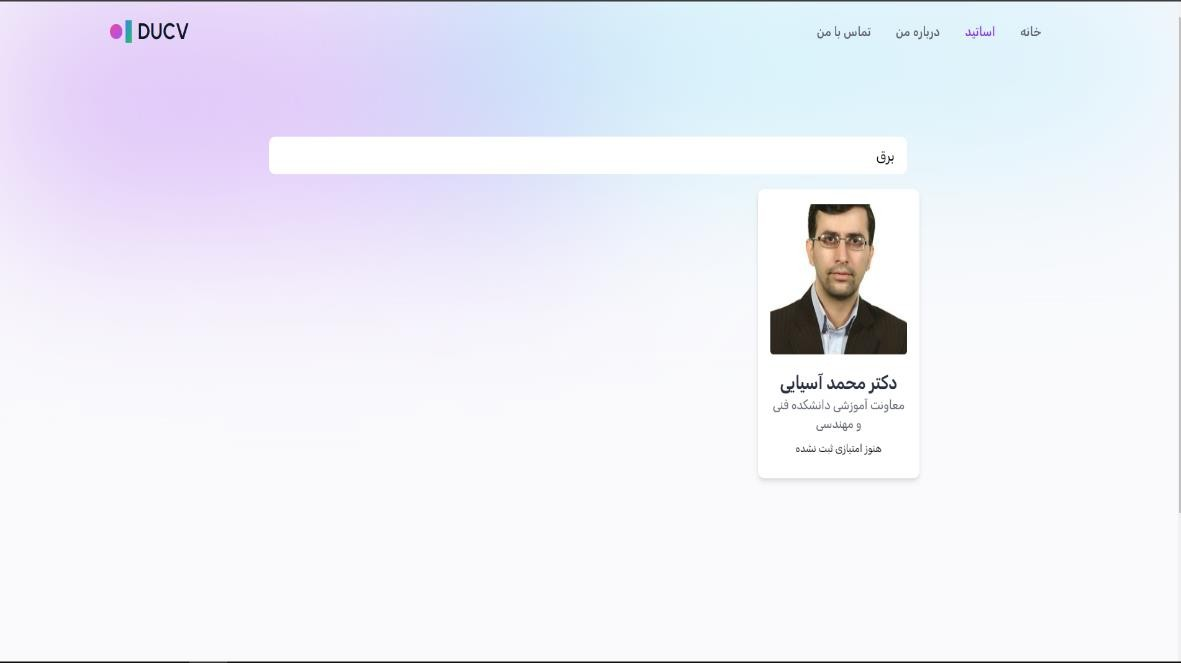 DUCV
خانه
اساتید
درباره من
تماس با من
برق
دکتر محمد آسیایی
معاونت آموزشی دانشکده فنی
و مهندسی
هنوز امتیازی ثبت نشده